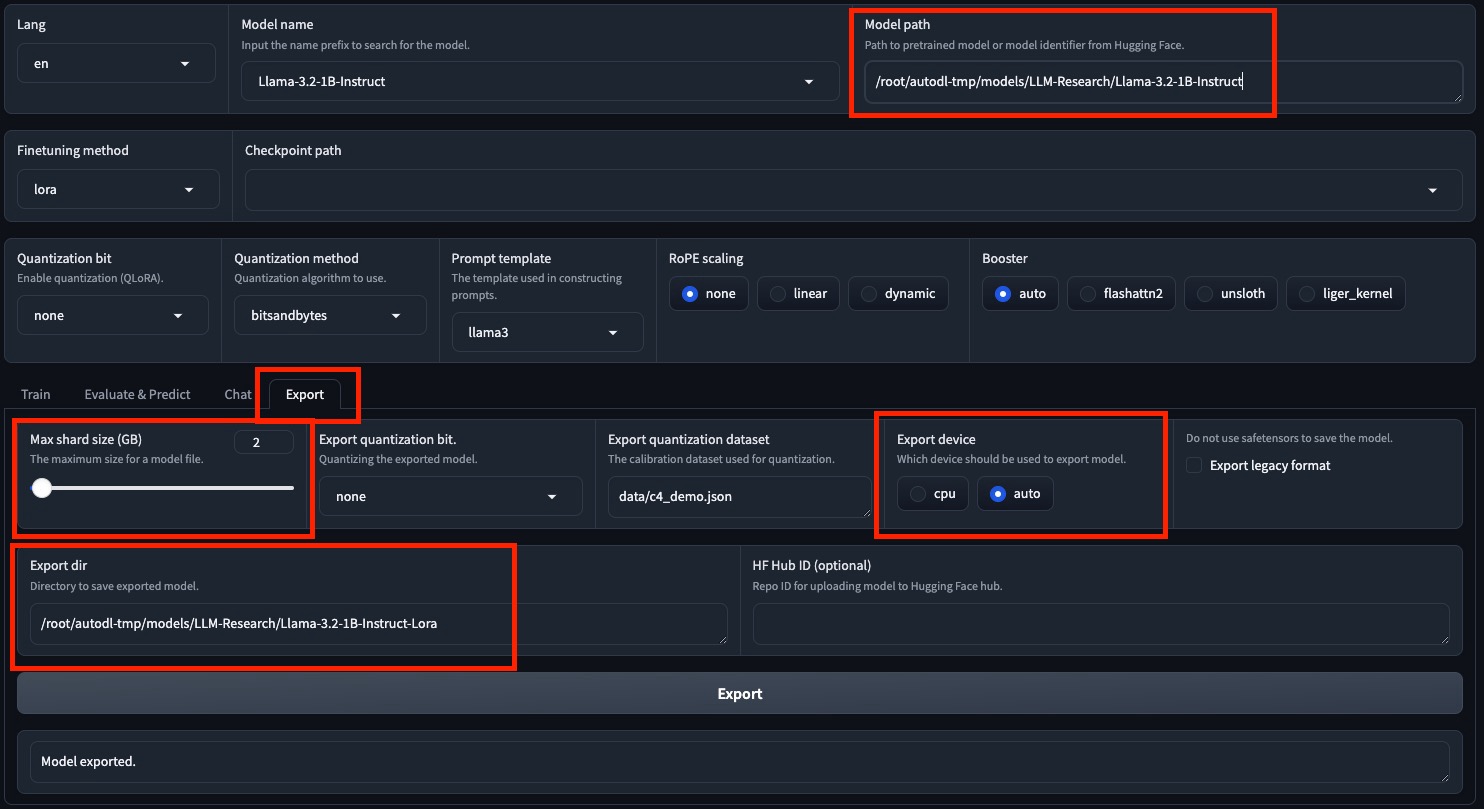 Lang
en
Model name
Input the name prefix to search for the model.
Llama-3.2-1B-Instruct
Model path
Path to pretrained model or model identifier from Hugging Face.
/root/autodl-tmp/models/LLM-Research/Llama-3.2-1B-Instruct
Finetuning method
lora
Checkpoint path
Quantization bit
Enable quantization (QLoRA).
none
Quantization method
Quantization algorithm to use.
bitsandbytes
Prompt template
The template used in constructing
prompts.
llama3
RoPE scaling
none linear dynamic
Booster
auto flashattn2 unsloth liger_kernel
Train Evaluate & Predict Chat Export
Max shard size (GB) 2
The maximum size for a model file.
Export quantization bit.
Quantizing the exported model.
none
Export quantization dataset
The calibration dataset used for quantization.
data/c4_demo.json
Export device
Which device should be used to export model.
cpu auto
Do not use safetensors to save the model.
Export legacy format
Export dir
Directory to save exported model.
/root/autodl-tmp/models/LLM-Research/Llama-3.2-1B-Instruct-Lora
HF Hub ID (optional)
Repo ID for uploading model to Hugging Face hub.
Export
Model exported.